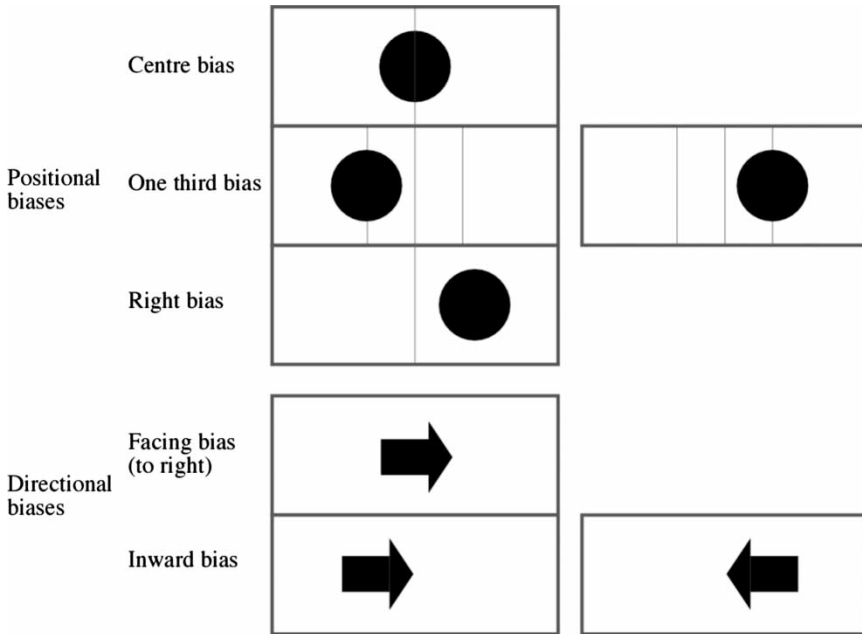 Centre bias
Positional
biases
One third bias
Right bias
Facing bias
(to right)
Directional
biases
Inward bias